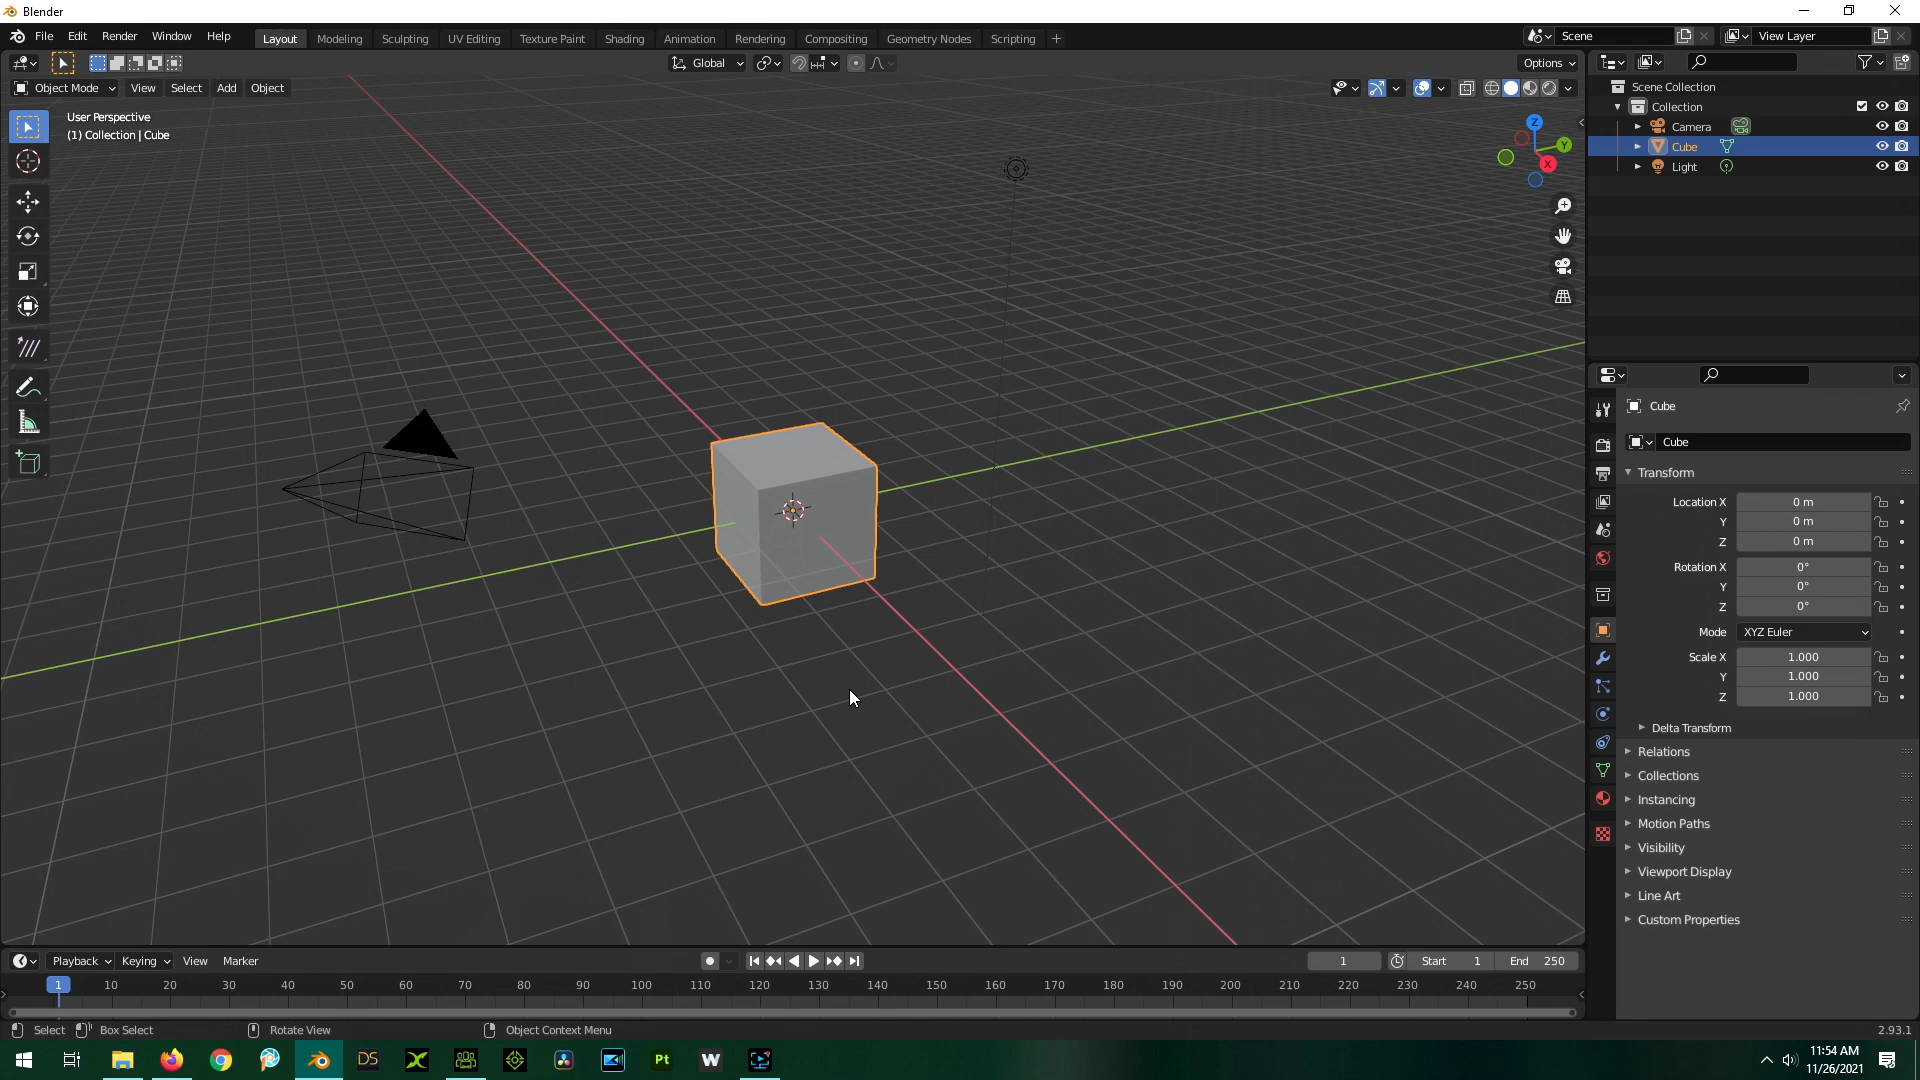 Blender
File Edit Render Window Help Layout Modeling Sculpting UV Editing Texture Paint Shading Animation Rendering Compositing Geometry Nodes Scripting + Scene View Layer
Global Options
Object Mode View Select Add Object
User Perspective
(1) Collection | Cube
Z
Y
X
Scene Collection
Collection
Camera
Cube
Light
Cube
Cube
Transform
Location X 0 m
Y 0 m
Z 0 m
Rotation X 0°
Y 0°
Z 0°
Mode XYZ Euler
Scale X 1.000
Y 1.000
Z 1.000
Delta Transform
Relations
Collections
Instancing
Motion Paths
Visibility
Viewport Display
Line Art
Custom Properties
Playback Keying View Marker 1 Start 1 End 250
1 10 20 30 40 50 60 70 80 90 100 110 120 130 140 150 160 170 180 190 200 210 220 230 240 250
Select Box Select Rotate View Object Context Menu 2.93.1
DS Pt W 11:54 AM
11/26/2021